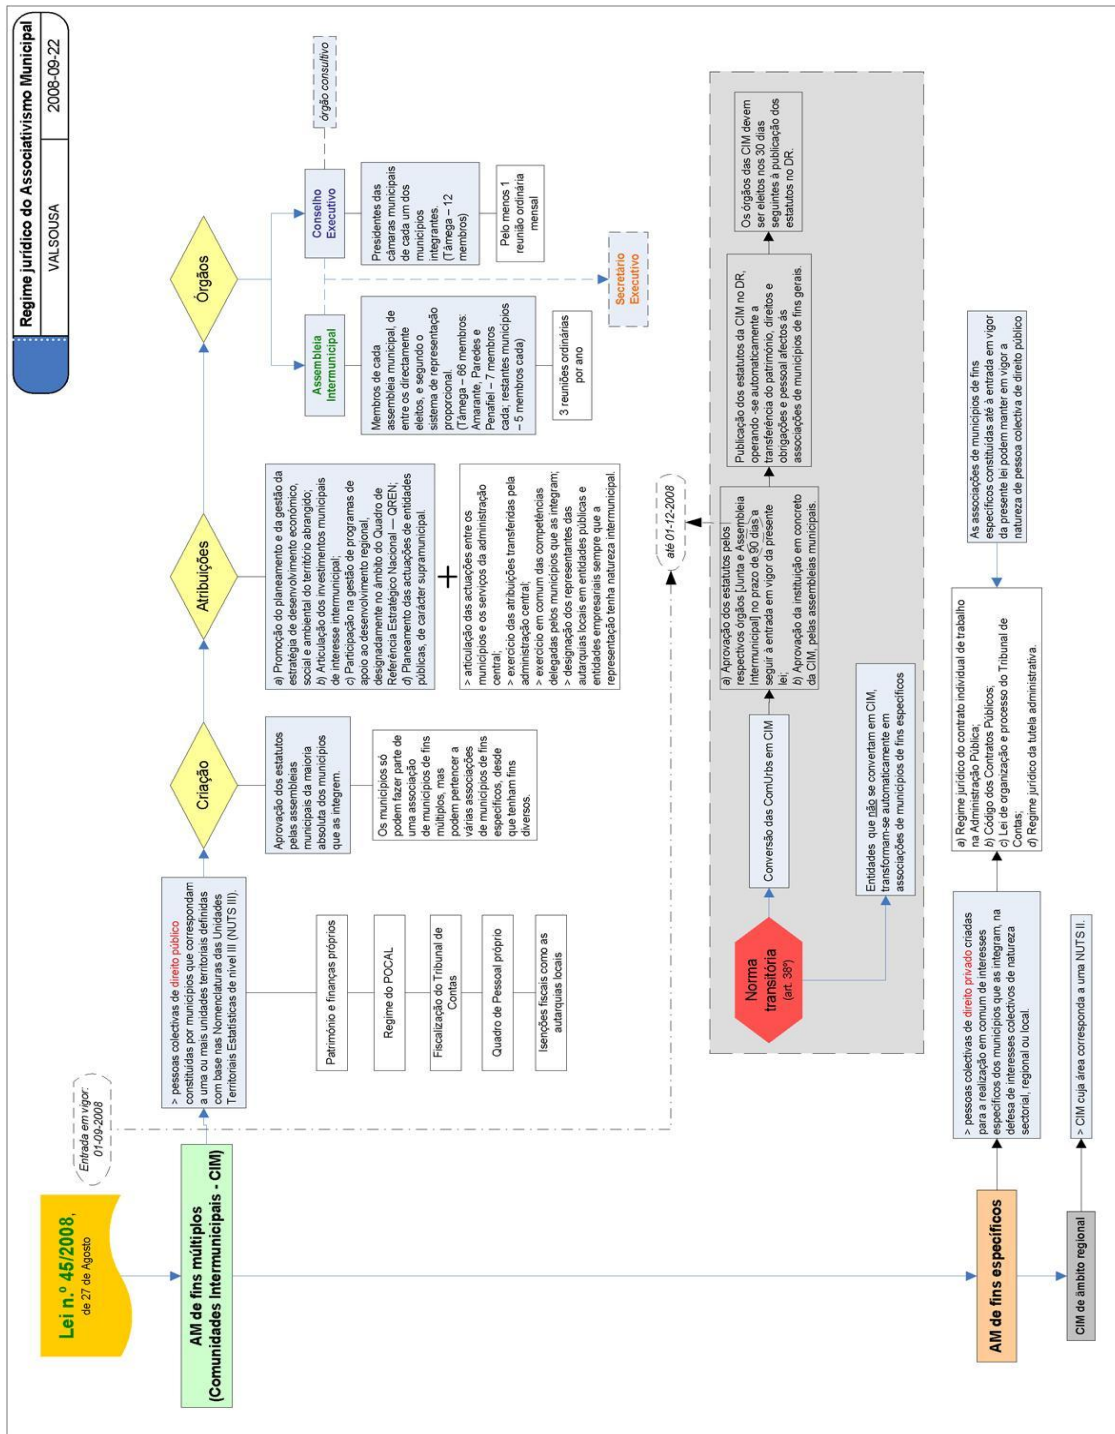 Regime jurídico do Associativismo Municipal
VALSOUSA
2008-09-22
Lei n.º 45/2008,
de 27 de Agosto
Entrada em vigor:
01-09-2008
AM de fins múltiplos
(Comunidades Intermunicipais - CIM)
> pessoas colectivas de direito público
constituídas por municípios que correspondam
a uma ou mais unidades territoriais definidas
com base nas Nomenclaturas das Unidades
Territoriais Estatísticas de nível III (NUTS III).
Património e finanças próprios
Regime do POCAL
Fiscalização do Tribunal de
Contas
Quadro de Pessoal próprio
Isenções fiscais como as
autarquias locais
Criação
Aprovação dos estatutos
pelas assembleias
municipais da maioria
absoluta dos municípios
que as integrem.
Os municípios só
podem fazer parte de
uma associação
de municípios de fins
múltiplos, mas
podem pertencer a
várias associações
de municípios de fins
específicos, desde
que tenham fins
diversos.
Atribuições
a) Promoção do planeamento e da gestão da
estratégia de desenvolvimento económico,
social e ambiental do território abrangido;
b) Articulação dos investimentos municipais
de interesse intermunicipal;
c) Participação na gestão de programas de
apoio ao desenvolvimento regional,
designadamente no âmbito do Quadro de
Referência Estratégico Nacional — QREN;
d) Planeamento das actuações de entidades
públicas, de carácter supramunicipal.
+
> articulação das actuações entre os
municípios e os serviços da administração
central;
> exercício das atribuições transferidas pela
administração central;
> exercício em comum das competências
delegadas pelos municípios que as integram;
> designação dos representantes das
autarquias locais em entidades públicas e
entidades empresariais sempre que a
representação tenha natureza intermunicipal.
Órgãos
Assembleia
Intermunicipal
Membros de cada
assembleia municipal, de
entre os directamente
eleitos, e segundo o
sistema de representação
proporcional.
(Tâmega – 66 membros:
Amarante, Paredes e
Penafiel – 7 membros
cada; restantes municípios
– 5 membros cada)
3 reuniões ordinárias
por ano
Conselho
Executivo
órgão consultivo
Presidentes das
câmaras municipais
de cada um dos
municípios
integrantes.
(Tâmega – 12
membros)
Pelo menos 1
reunião ordinária
mensal
Secretário
Executivo
até 01-12-2008
Norma
transitória
(art. 38º)
Conversão das ComUrbs em CIM
a) Aprovação dos estatutos pelos
respectivos órgãos [Junta e Assembleia
Intermunicipal] no prazo de 90 dias a
seguir à entrada em vigor da presente
lei;
b) Aprovação da instituição em concreto
da CIM, pelas assembleias municipais.
Publicação dos estatutos da CIM no DR,
operando -se automaticamente a
transferência do património, direitos e
obrigações e pessoal afectos às
associações de municípios de fins gerais.
Os órgãos das CIM devem
ser eleitos nos 30 dias
seguintes à publicação dos
estatutos no DR.
Entidades que não se convertam em CIM,
transformam-se automaticamente em
associações de municípios de fins específicos
AM de fins específicos
> pessoas colectivas de direito privado criadas
para a realização em comum de interesses
específicos dos municípios que as integram, na
defesa de interesses colectivos de natureza
sectorial, regional ou local.
a) Regime jurídico do contrato individual de trabalho
na Administração Pública;
b) Código dos Contratos Públicos;
c) Lei de organização e processo do Tribunal de
Contas;
d) Regime jurídico da tutela administrativa.
As associações de municípios de fins
específicos constituídas até à entrada em vigor
da presente lei podem manter em vigor a
natureza de pessoa colectiva de direito público
CIM de âmbito regional
> CIM cuja área corresponda a uma NUTS II.